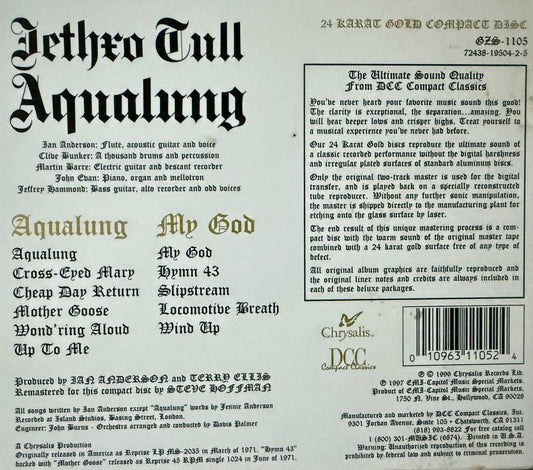 Jethro Tull
Aqualung
Ian Anderson: Flute, acoustic guitar and voice
Clive Bunker: A thousand drums and percussion
Martin Barre: Electric guitar and descant recorder
John Evan: Piano, organ and mellotron
Jeffrey Hammond: Bass guitar, alto recorder and odd voices
Aqualung
Aqualung
Cross-Eyed Mary
Cheap Day Return
Mother Goose
Wond'ring Aloud
Up To Me
My God
My God
Hymn 43
Slipstream
Locomotive Breath
Wind Up
Produced by IAN ANDERSON and TERRY ELLIS
Remastered for this compact disc by STEVE HOFFMAN
All songs written by Ian Anderson except "Aqualung" words by Jennie Anderson
Recorded at Island Studios, Basing Street, London
Engineer: John Burns - Orchestra arranged and conducted by David Palmer
A Chrysalis Production
Originally released in America as Reprise LP MS-2035 in March of 1971. "Hymn 43"
backed with "Mother Goose" released as Reprise 45 RPM single 1024 in June of 1971.
24 KARAT GOLD COMPACT DISC
GZS-1105
72438-19504-2-5
The Ultimate Sound Quality
From DCC Compact Classics
You've never heard your favorite music sound this good!
The clarity is exceptional, the separation...amazing. You
will hear deeper lows and crisper highs. Treat yourself to
a musical experience you've never had before.
Our 24 Karat Gold discs reproduce the ultimate sound of
a classic recorded performance without the digital harshness
and irregular plated surfaces of standard aluminum discs.
Only the original two-track master is used for the digital
transfer, and is played back on a specially reconstructed
tube reproducer. Without any further sonic manipulation,
the master is shipped directly to the manufacturing plant for
etching onto the glass surface by laser.
The end result of this unique mastering process is a com-
pact disc with the warm sound of the original master tape
combined with a 24 karat gold surface free of any type of
defect.
All original album graphics are faithfully reproduced and
the original liner notes and credits are always included in
each of these deluxe packages.
Chrysalis
DCC
Compact Classics
0 10963 11052 4
℗ © 1996 Chrysalis Records Ltd.
℗ 1997 EMI-Capitol Music Special Markets.
Product of EMI-Capitol Music Special Markets,
1750 N. Vine St., Hollywood, CA 90028
Manufactured and marketed by DCC Compact Classics, Inc.
9301 Jordan Avenue, Suite 105 - Chatsworth, CA 91311
(818) 993-8822 For free catalog call
1 (800) 301-MUSIC (6874). Printed in U.S.A.
Warning: Unauthorized reproduction of this recording is
prohibited by federal law and subject to criminal prosecution.